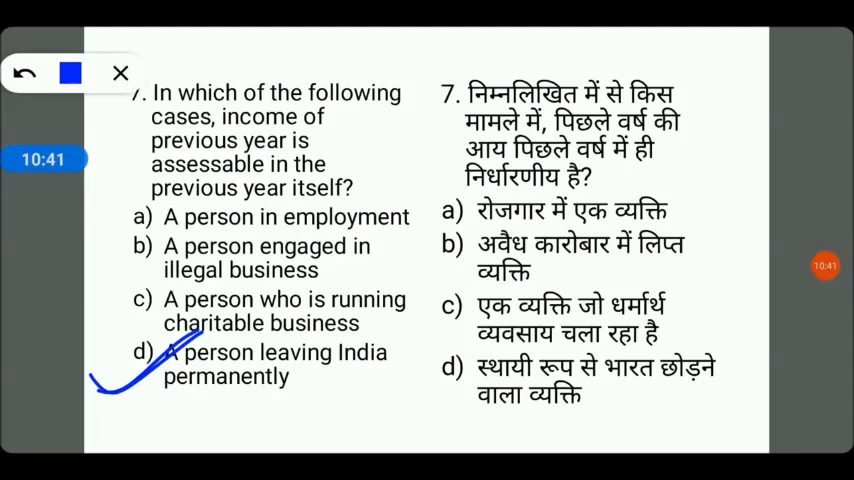 7. In which of the following
cases, income of
previous year is
assessable in the
previous year itself?
a) A person in employment
b) A person engaged in
illegal business
c) A person who is running
charitable business
d) A person leaving India
permanently
7. निम्नलिखित में से किस
मामले में, पिछले वर्ष की
आय पिछले वर्ष में ही
निर्धारणीय है?
a) रोजगार में एक व्यक्ति
b) अवैध कारोबार में लिप्त
व्यक्ति
c) एक व्यक्ति जो धर्मार्थ
व्यवसाय चला रहा है
d) स्थायी रूप से भारत छोड़ने
वाला व्यक्ति
10:41
10:41